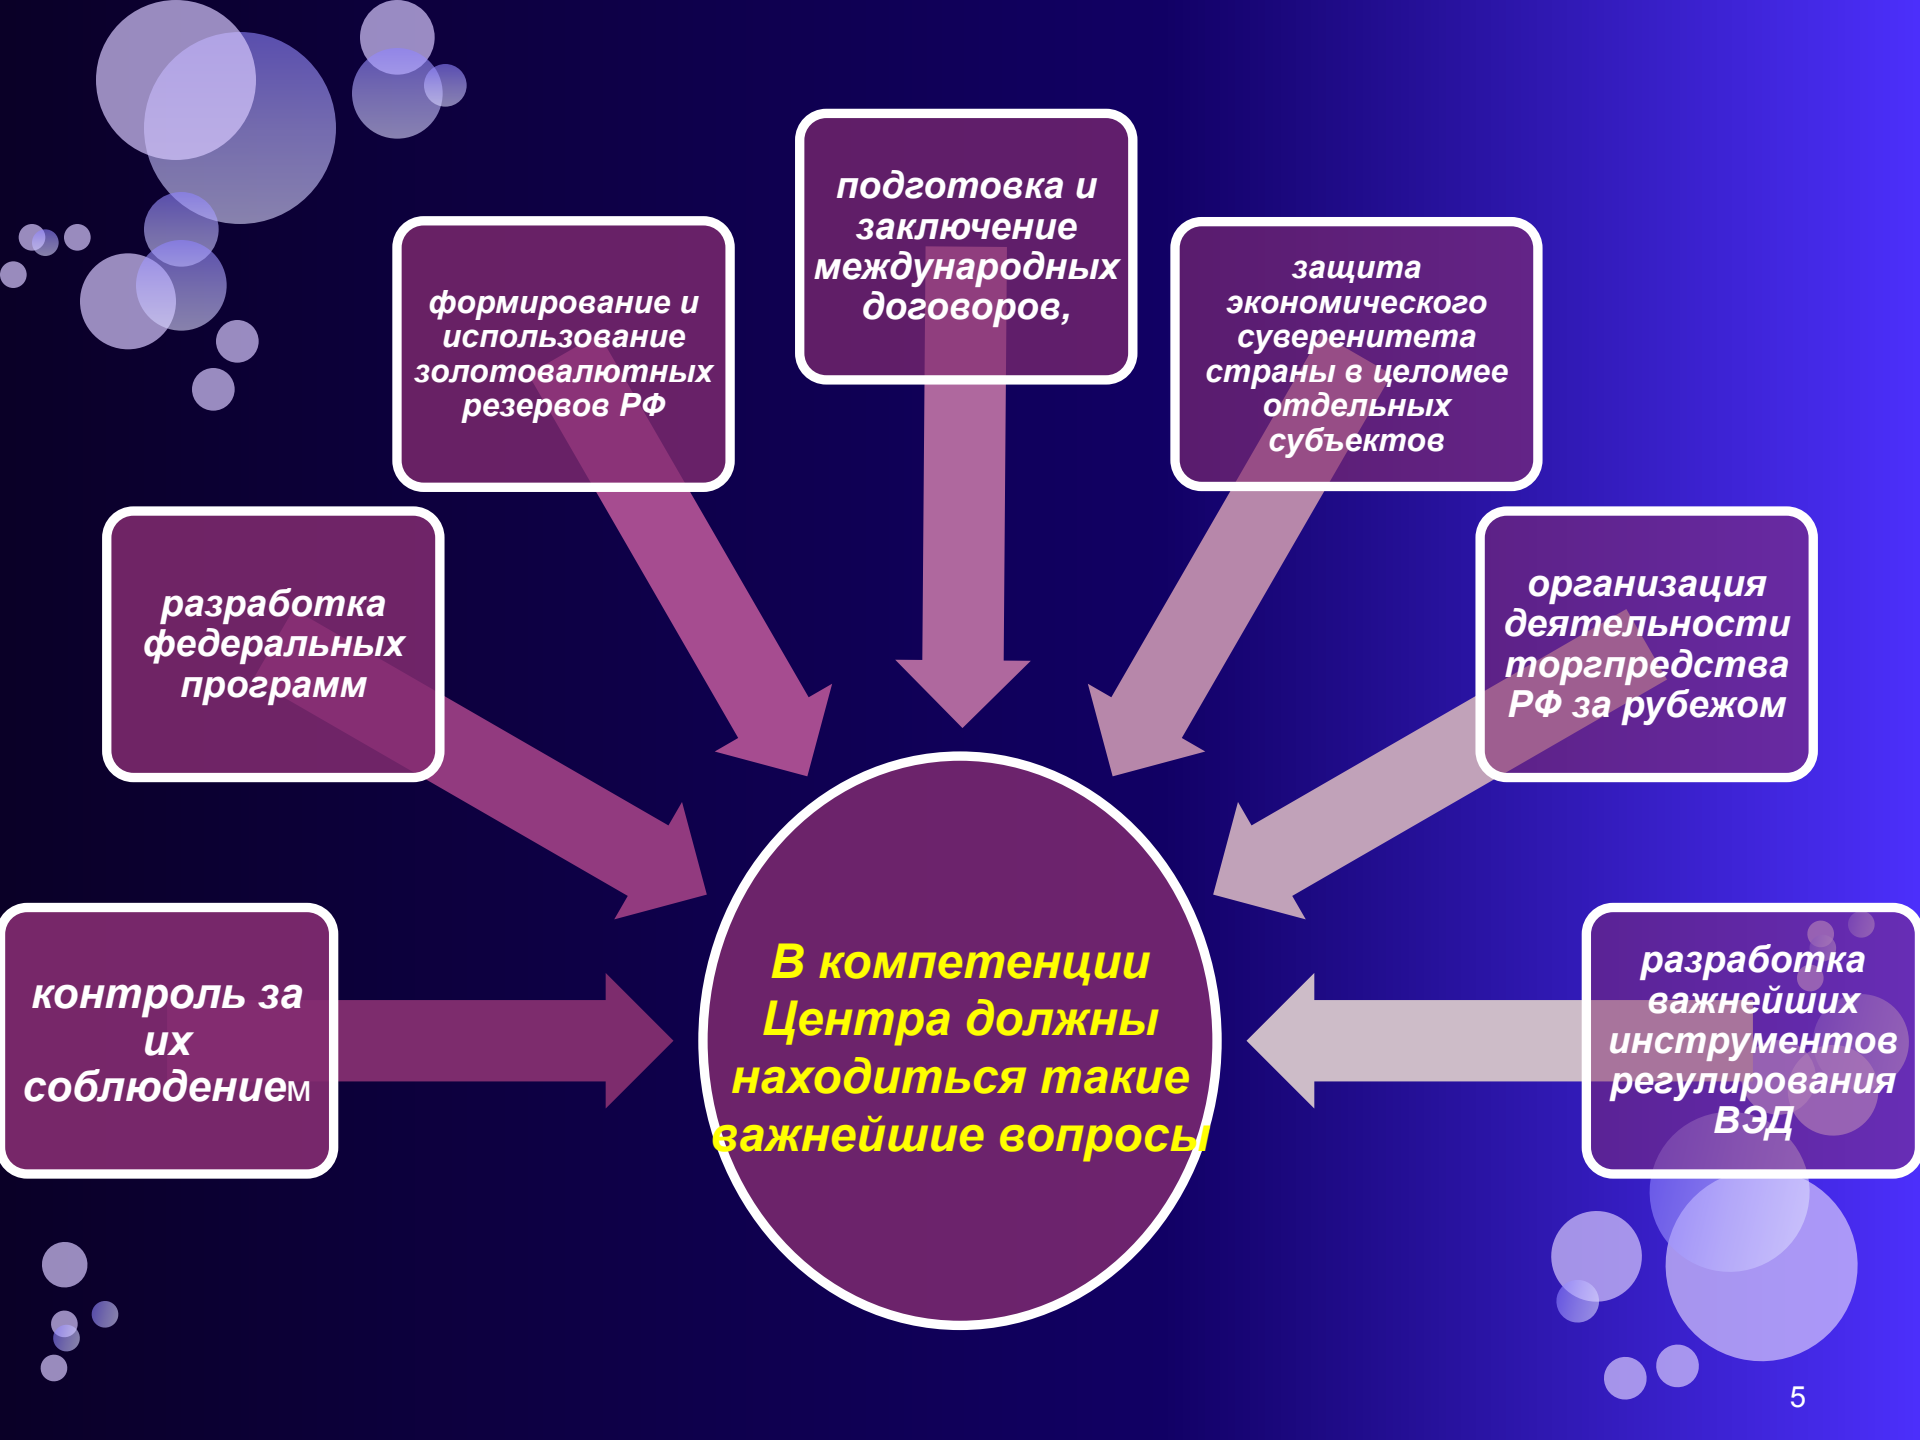 подготовка и
заключение
международных
договоров,
формирование и
использование
золотовалютных
резервов РФ
защита
экономического
суверенитета
страны в целомее
отдельных
субъектов
разработка
федеральных
программ
организация
деятельности
торгпредства
РФ за рубежом
контроль за
их
соблюдением
В компетенции
Центра должны
находиться такие
важнейшие вопросы
разработка
важнейших
инструментов
регулирования
ВЭД
5